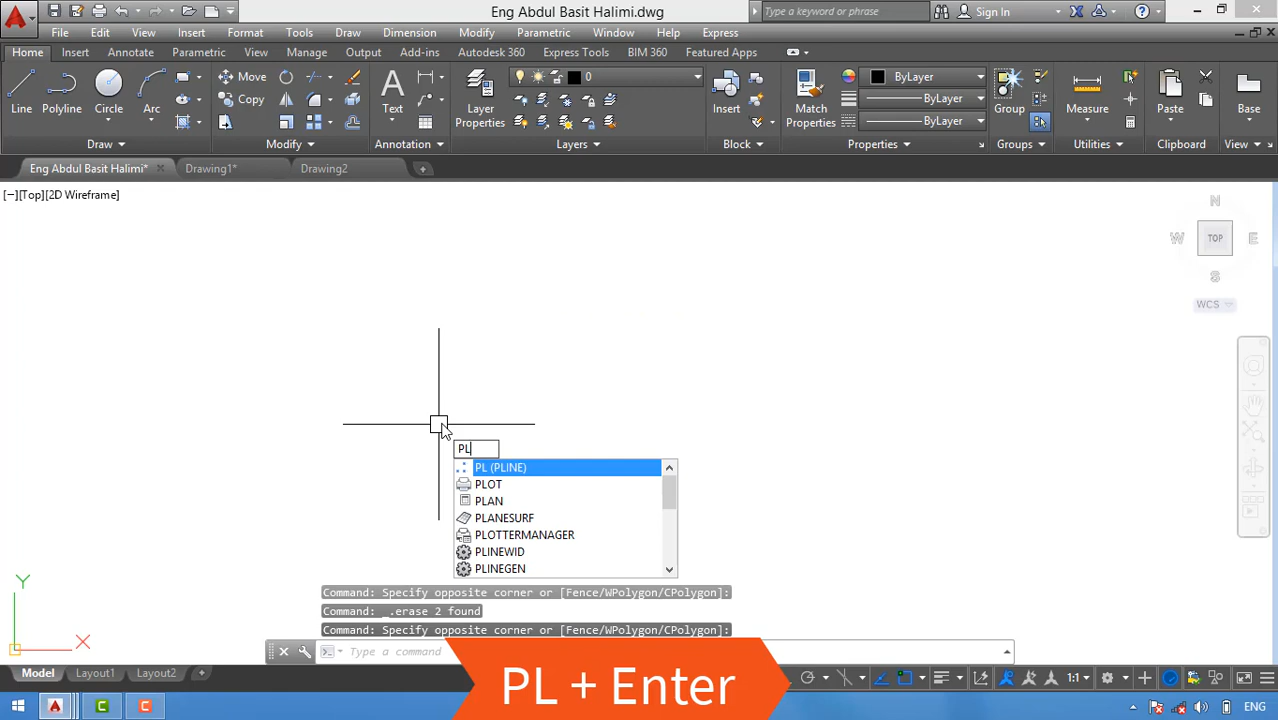 Eng Abdul Basit Halimi.dwg
Type a keyword or phrase
Sign In
File Edit View Insert Format Tools Draw Dimension Modify Parametric Window Help Express
Home Insert Annotate Parametric View Manage Output Add-ins Autodesk 360 Express Tools BIM 360 Featured Apps
Line Polyline Circle Arc
Move
Copy
Text
Layer Properties
0
Insert
Match Properties
ByLayer
ByLayer
ByLayer
Group
Measure
Paste
Base
Draw Modify Annotation Layers Block Properties Groups Utilities Clipboard View
Eng Abdul Basit Halimi* Drawing1* Drawing2
[−][Top][2D Wireframe]
N
W TOP E
S
WCS
PL
PL (PLINE)
PLOT
PLAN
PLANESURF
PLOTTERMANAGER
PLINEWID
PLINEGEN
Command: Specify opposite corner or [Fence/WPolygon/CPolygon]:
Command: _.erase 2 found
Command: Specify opposite corner or [Fence/WPolygon/CPolygon]:
Y
X
Type a command
Model Layout1 Layout2
1:1
PL + Enter
ENG